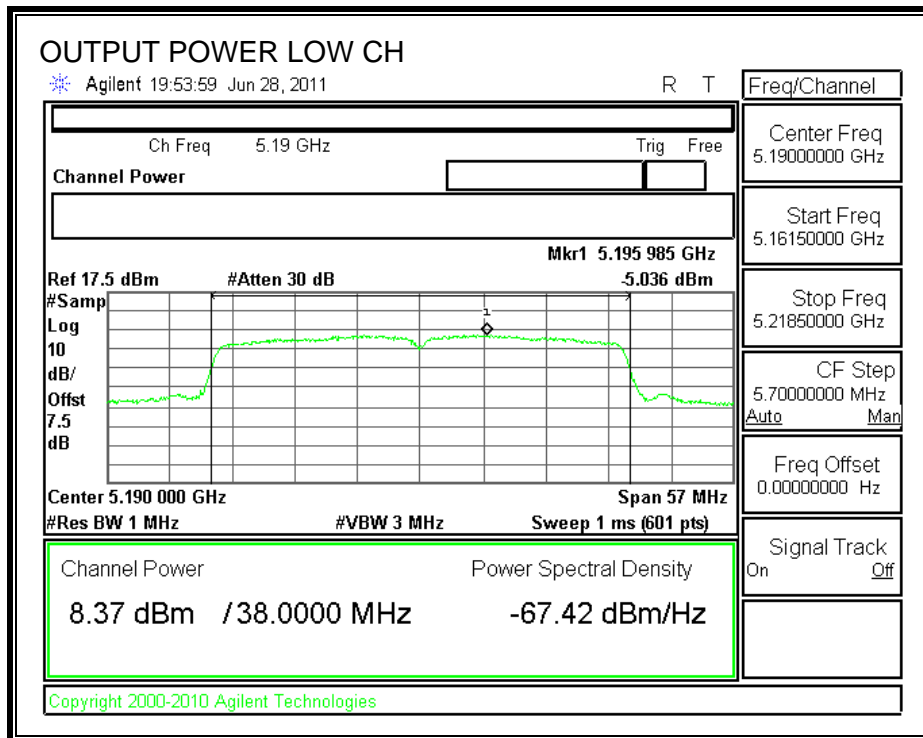 OUTPUT POWER LOW CH
Agilent 19:53:59 Jun 28, 2011 R T
Freq/Channel
Ch Freq 5.19 GHz Trig Free
Channel Power
Center Freq
5.19000000 GHz
Start Freq
5.16150000 GHz
Stop Freq
5.21850000 GHz
CF Step
5.70000000 MHz
Auto Man
Freq Offset
0.00000000 Hz
Signal Track
On Off
Mkr1 5.195 985 GHz
Ref 17.5 dBm #Atten 30 dB -5.036 dBm
#Samp
Log
10
dB/
Offst
7.5
dB
1
Center 5.190 000 GHz Span 57 MHz
#Res BW 1 MHz #VBW 3 MHz Sweep 1 ms (601 pts)
Channel Power Power Spectral Density
8.37 dBm /38.0000 MHz -67.42 dBm/Hz
Copyright 2000-2010 Agilent Technologies